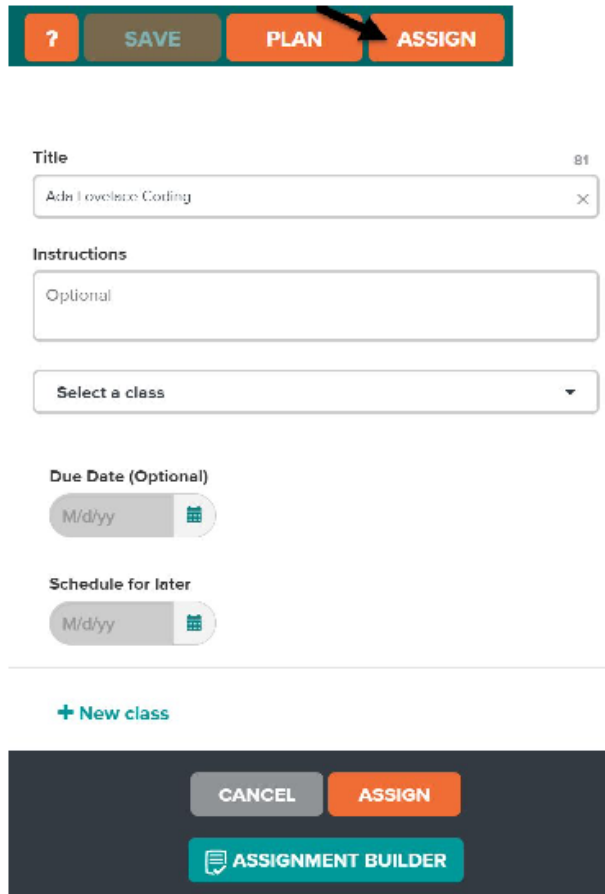 ? SAVE PLAN ASSIGN
Title 81
Ada Lovelace Coding ×
Instructions
Optional
Select a class
Due Date (Optional)
M/d/yy
Schedule for later
M/d/yy
+ New class
CANCEL ASSIGN
ASSIGNMENT BUILDER